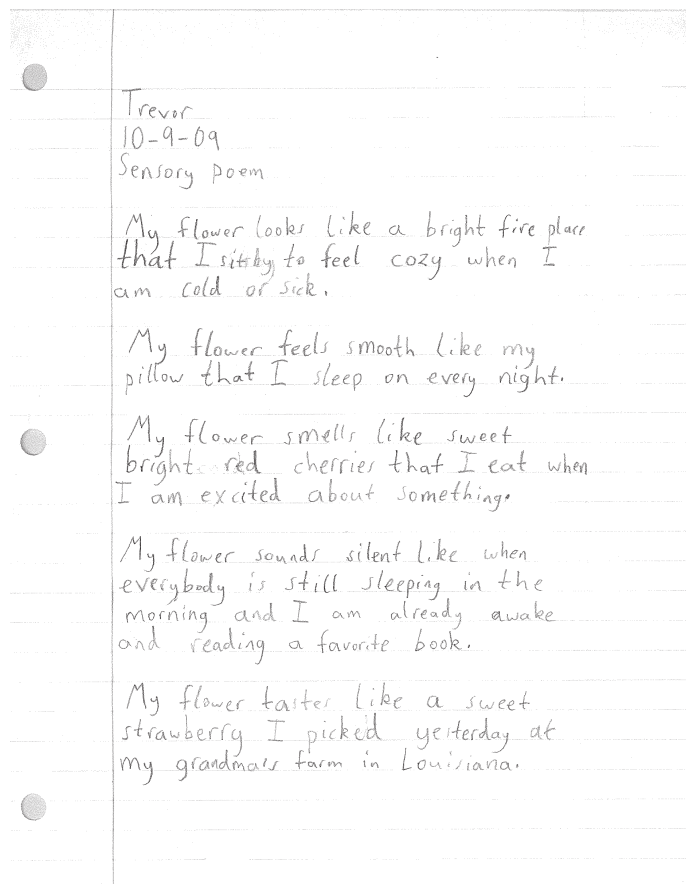 Trevor
10-9-09
Sensory poem
My flower looks like a bright fire place
that I sit by to feel cozy when I
am cold or sick.
My flower feels smooth like my
pillow that I sleep on every night.
My flower smells like sweet
bright red cherries that I eat when
I am excited about something.
My flower sounds silent like when
everybody is still sleeping in the
morning and I am already awake
and reading a favorite book.
My flower tastes like a sweet
strawberry I picked yesterday at
my grandma's farm in Louisiana.